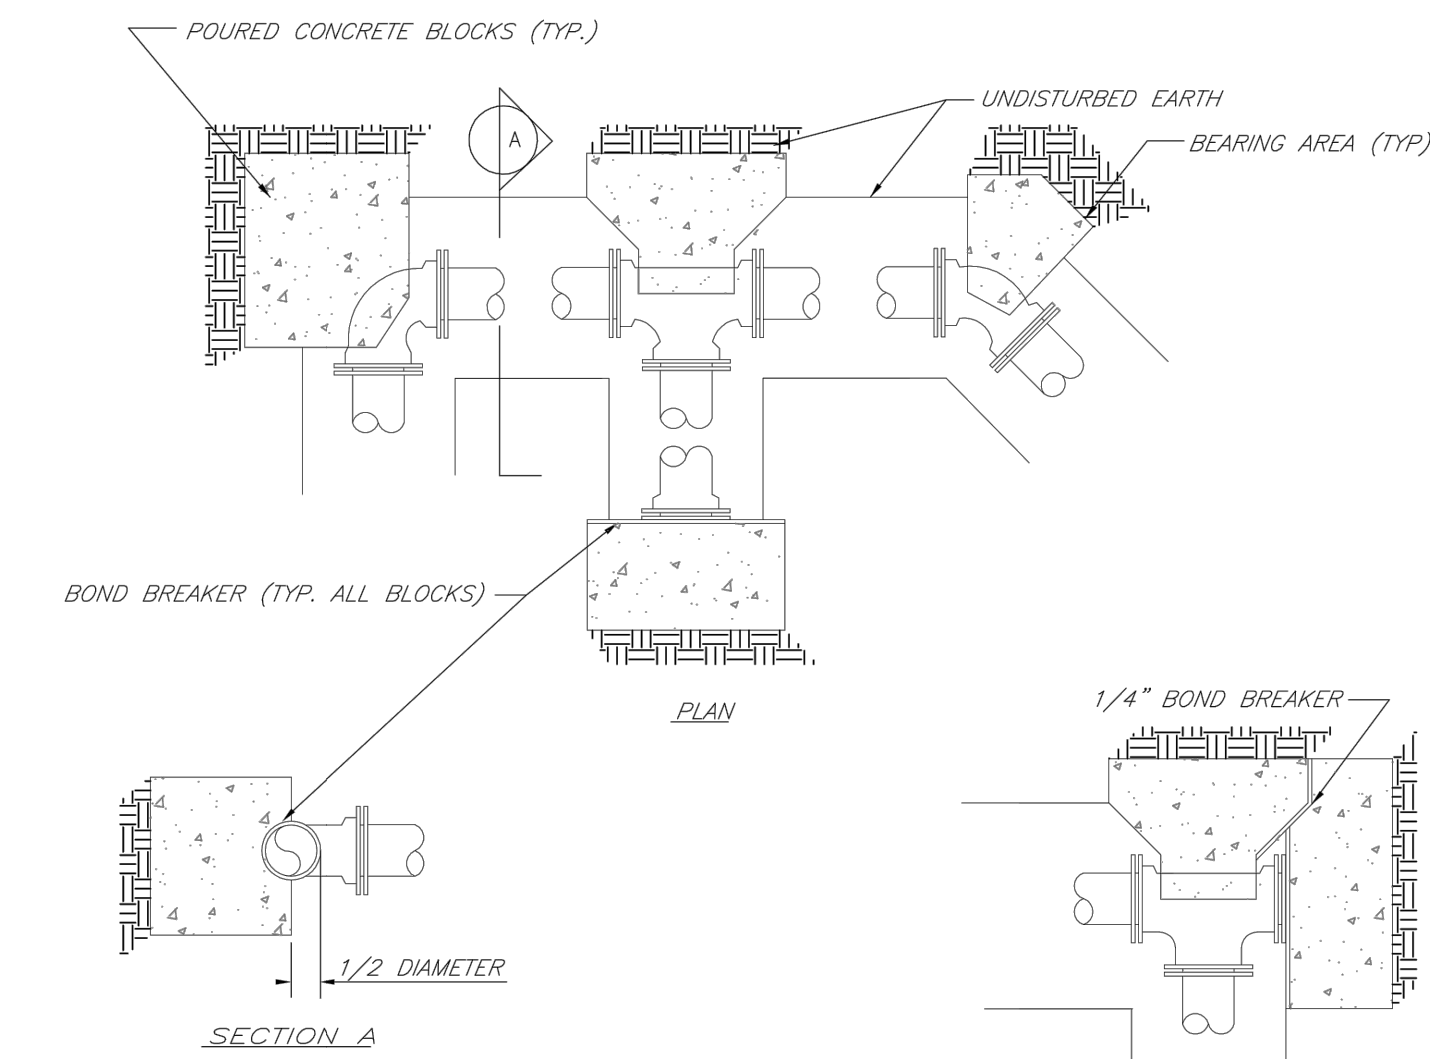 POURED CONCRETE BLOCKS (TYP.)
UNDISTURBED EARTH
A
BEARING AREA (TYP)
BOND BREAKER (TYP. ALL BLOCKS)
PLAN
1/4" BOND BREAKER
1/2 DIAMETER
SECTION A